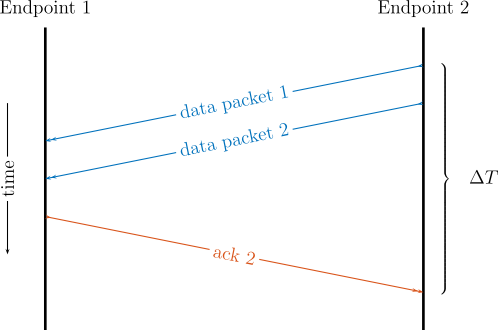 Endpoint 1
Endpoint 2
data packet 1
data packet 2
time
ΔT
ack 2